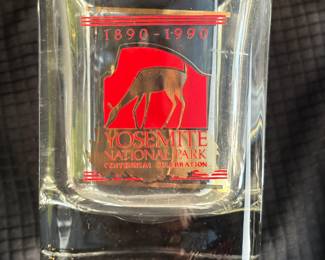 1890-1990
YOSEMITE
NATIONAL PARK
CENTENNIAL CELEBRATION